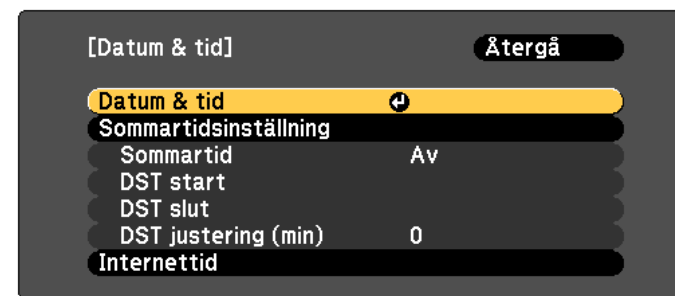 [Datum & tid] Återgå
Datum & tid
Sommartidsinställning
Sommartid Av
DST start
DST slut
DST justering (min) 0
Internettid